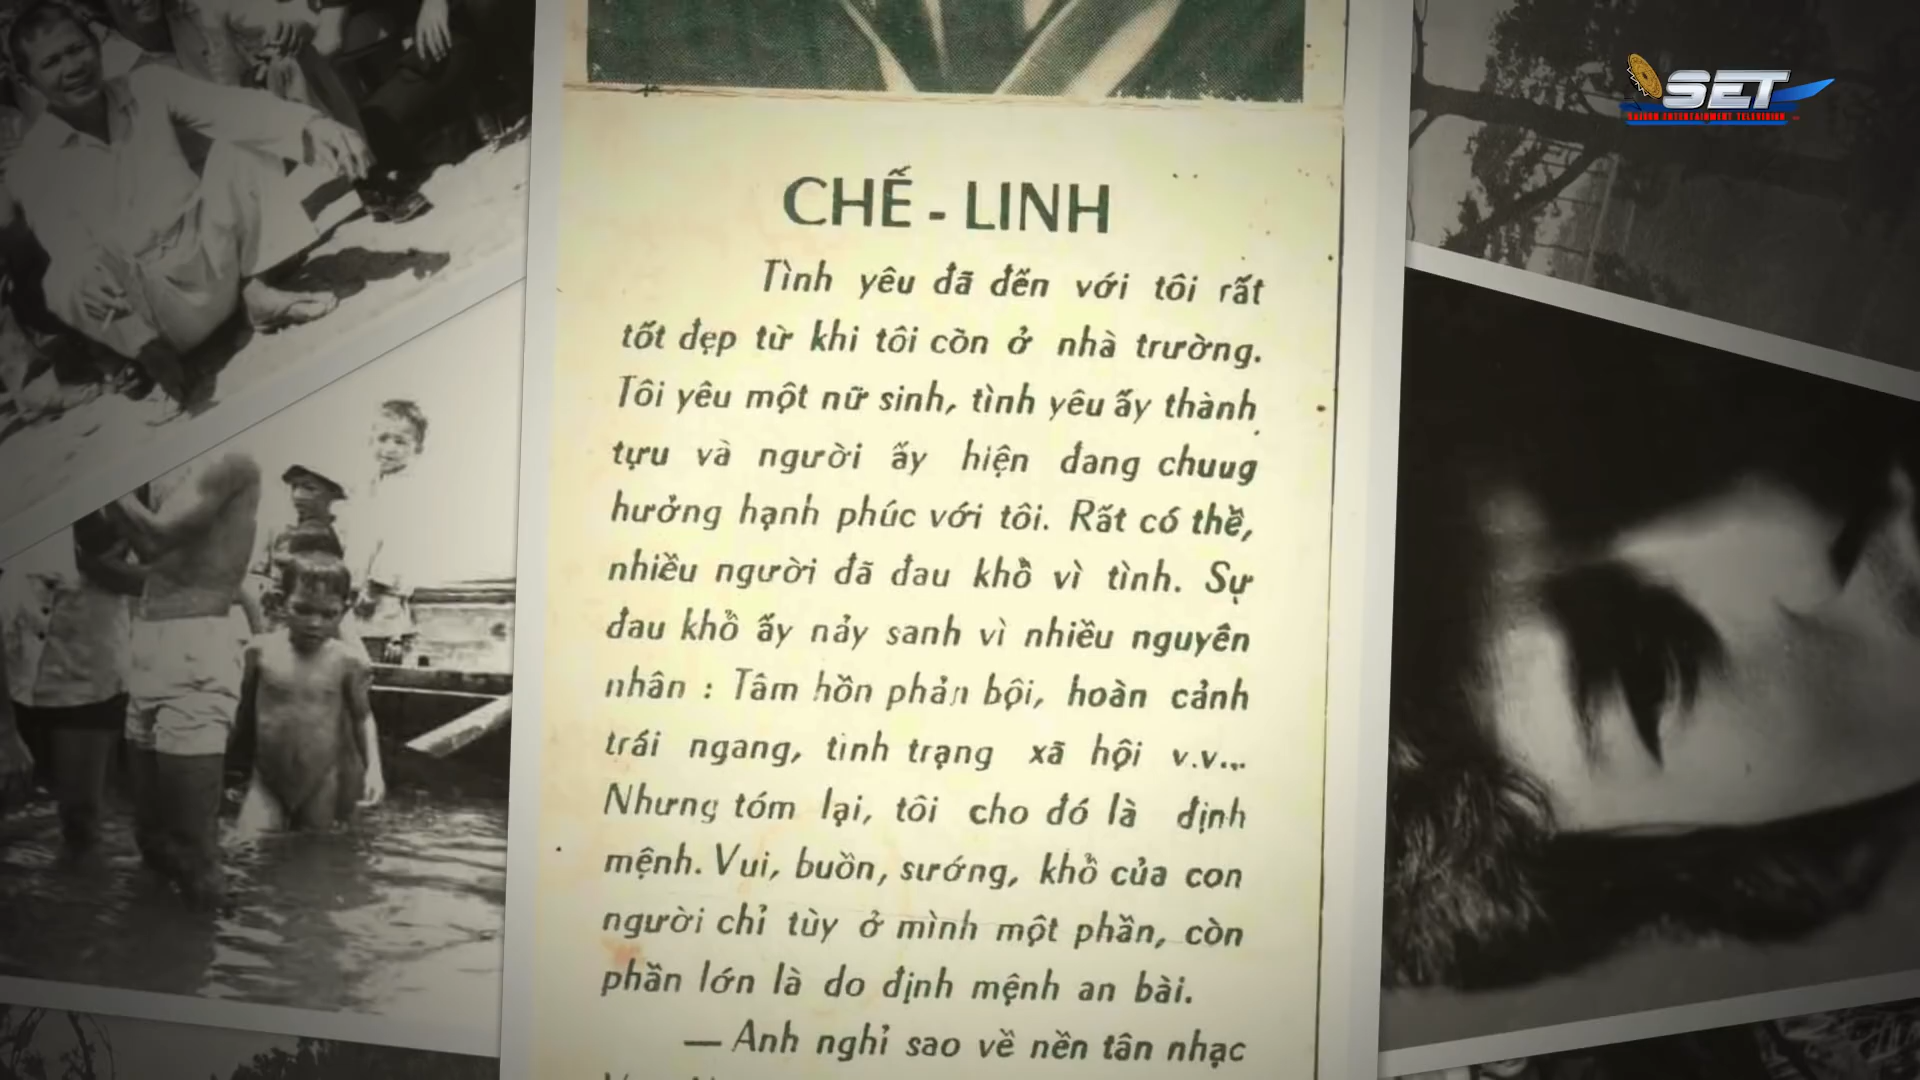 SET
SAIGON ENTERTAINMENT TELEVISION
CHẾ - LINH
Tình yêu đã đến với tôi rất
tốt đẹp từ khi tôi còn ở nhà trường.
Tôi yêu một nữ sinh, tình yêu ấy thành
tựu và người ấy hiện đang chuug
hưởng hạnh phúc với tôi. Rất có thể,
nhiều người đã đau khổ vì tình. Sự
đau khổ ấy nảy sanh vì nhiều nguyên
nhân : Tâm hồn phản bội, hoàn cảnh
trái ngang, tình trạng xã hội v.v...
Nhưng tóm lại, tôi cho đó là định
mệnh. Vui, buồn, sướng, khổ của con
người chỉ tùy ở mình một phần, còn
phần lớn là do định mệnh an bài.
— Anh nghỉ sao về nền tân nhạc